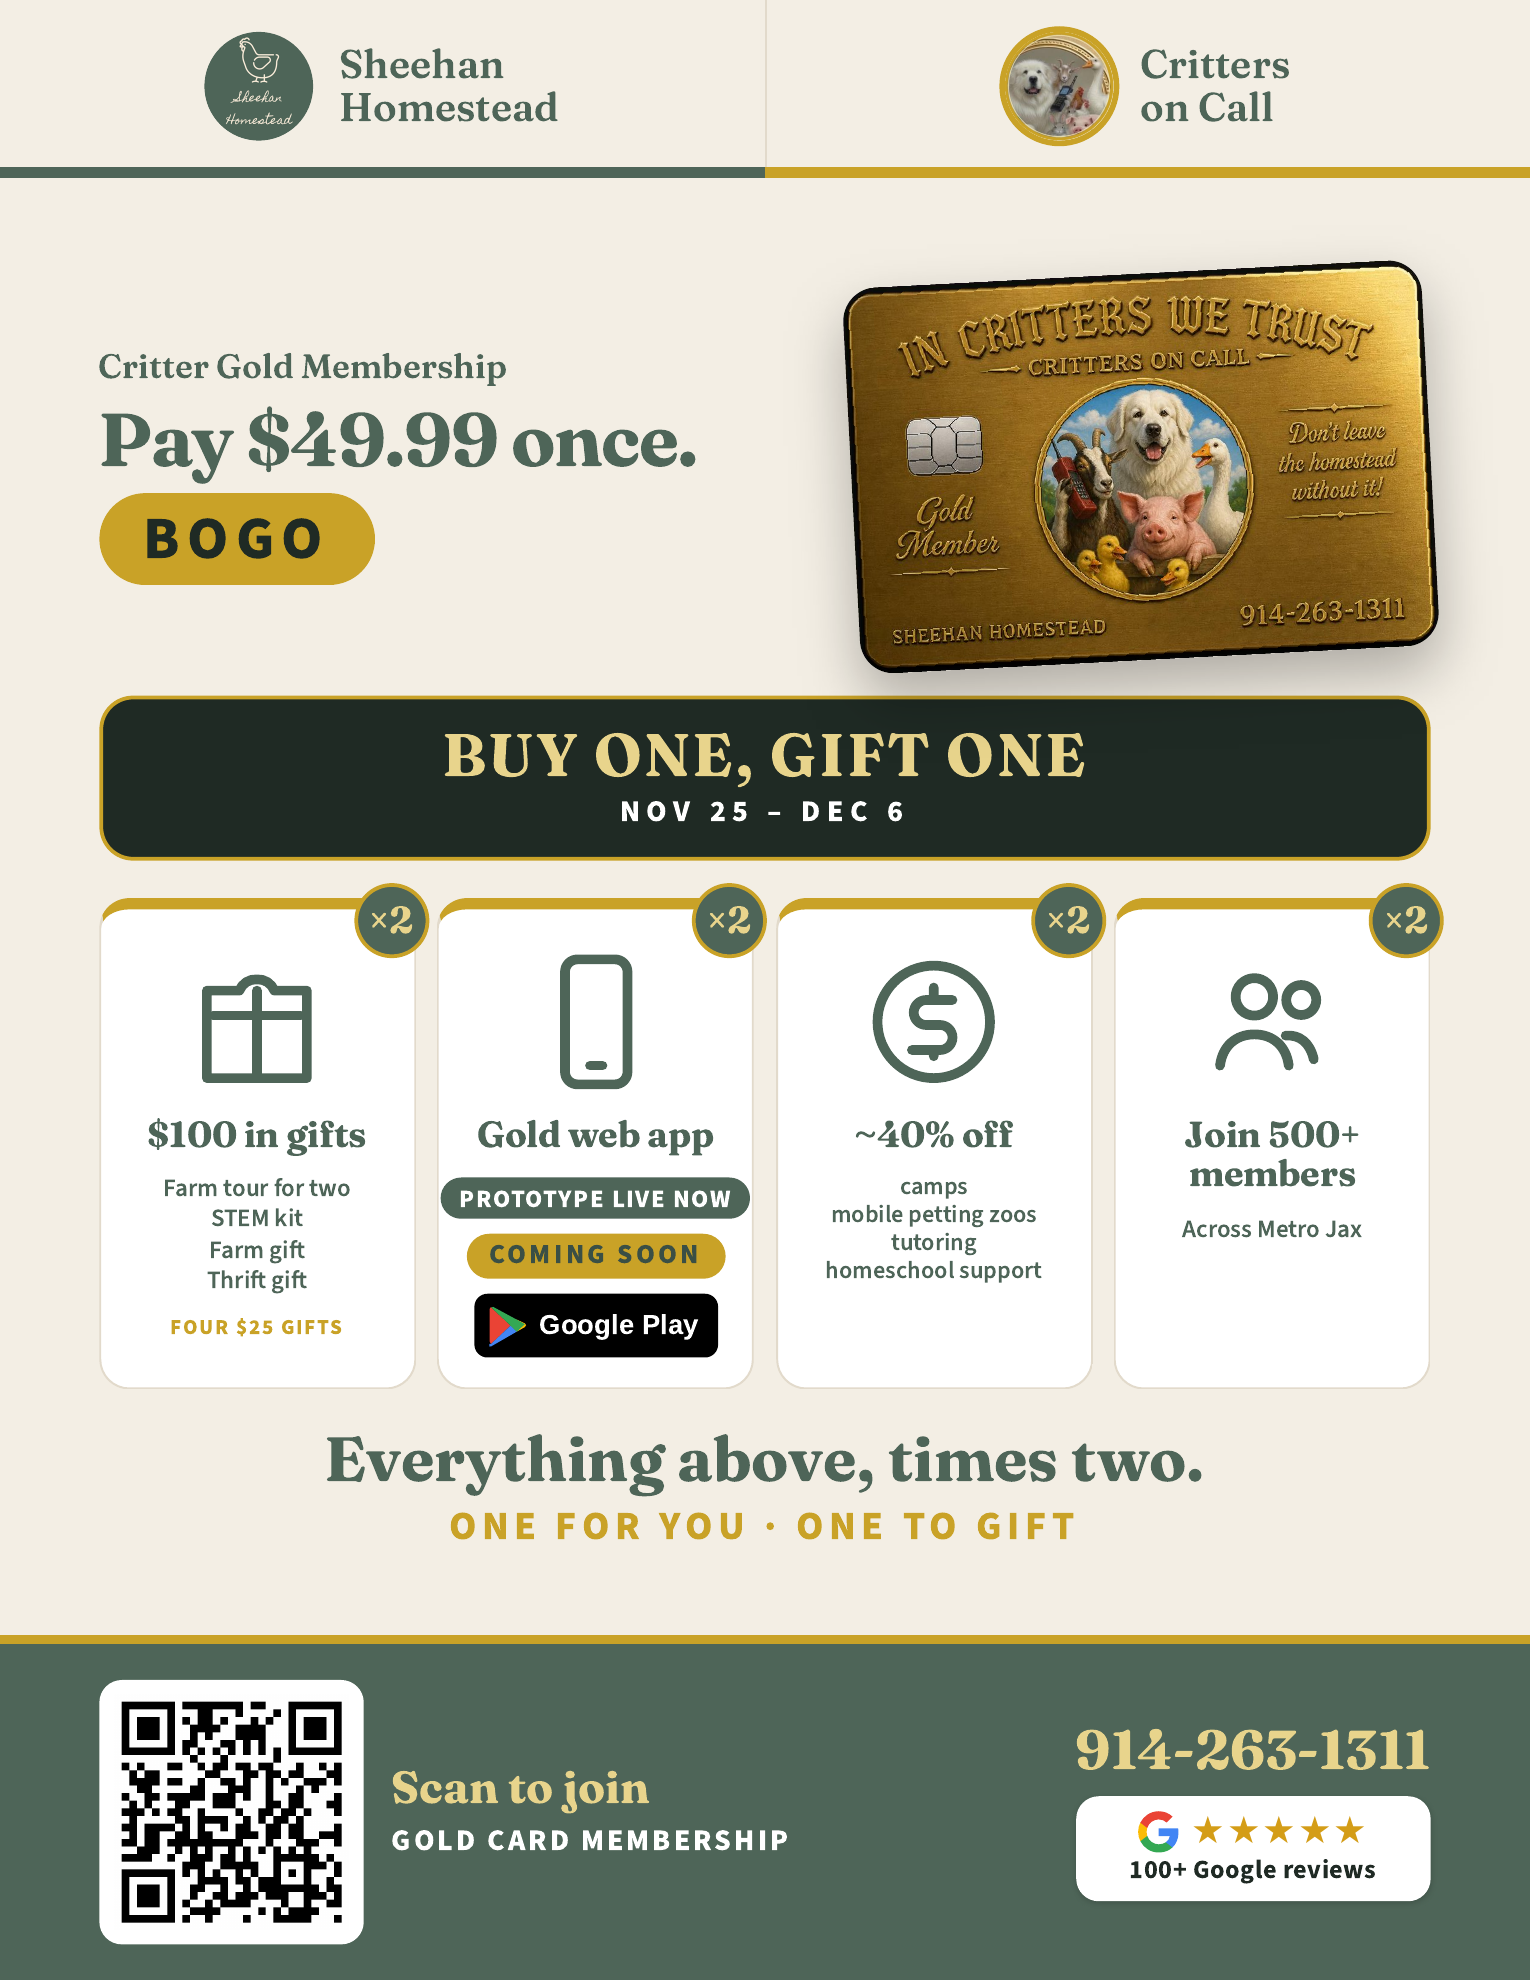 Sheehan
Homestead
Sheehan
Homestead
Critters
on Call
Critter Gold Membership
Pay $49.99 once.
BOGO
IN CRITTERS WE TRUST
CRITTERS ON CALL
Don't leave
the homestead
without it!
Gold
Member
SHEEHAN HOMESTEAD
914-263-1311
BUY ONE, GIFT ONE
NOV 25 – DEC 6
×2
×2
×2
×2
$100 in gifts
Farm tour for two
STEM kit
Farm gift
Thrift gift
FOUR $25 GIFTS
Gold web app
PROTOTYPE LIVE NOW
COMING SOON
Google Play
~40% off
camps
mobile petting zoos
tutoring
homeschool support
Join 500+
members
Across Metro Jax
Everything above, times two.
ONE FOR YOU · ONE TO GIFT
Scan to join
GOLD CARD MEMBERSHIP
914-263-1311
G ★★★★★
100+ Google reviews